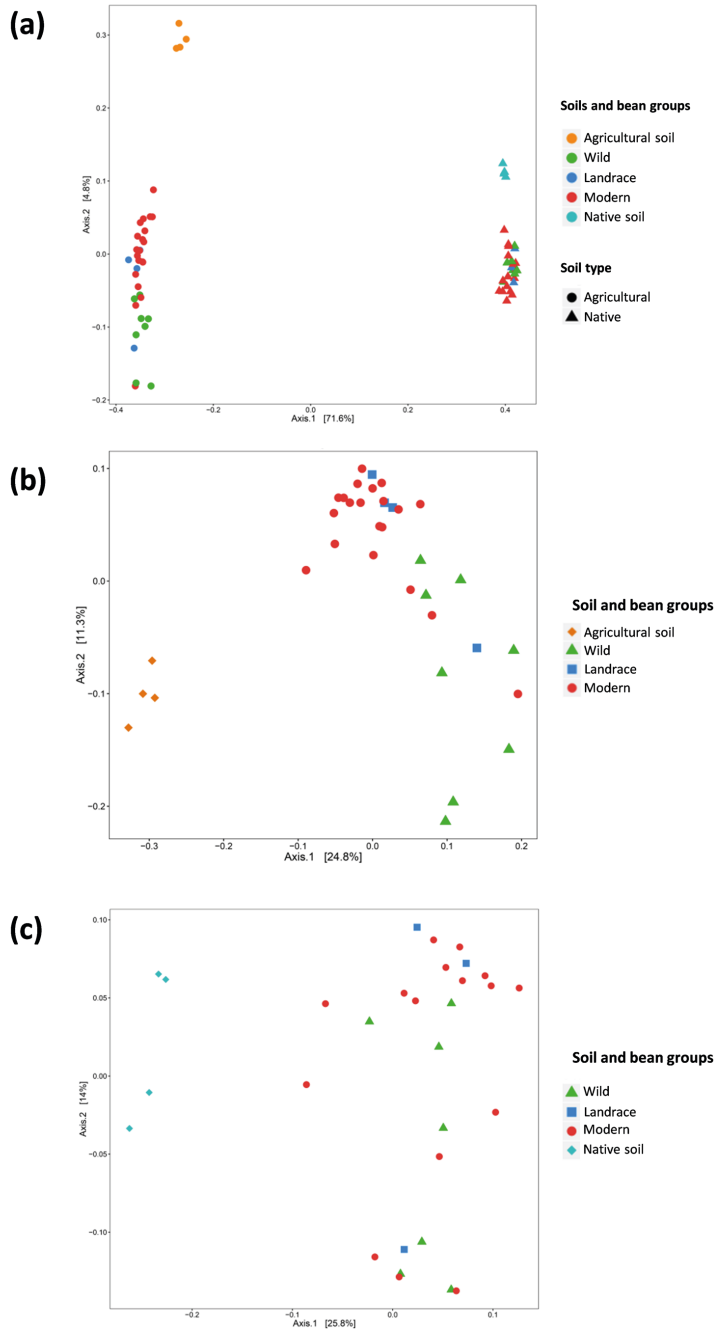 (a)
0.3
0.2
0.1
0.0
−0.1
−0.2
Axis.2 [4.8%]
−0.4
−0.2
0.0
0.2
0.4
Axis.1 [71.6%]
Soils and bean groups
Agricultural soil
Wild
Landrace
Modern
Native soil
Soil type
Agricultural
Native
(b)
0.1
0.0
−0.1
−0.2
Axis.2 [11.3%]
−0.3
−0.2
−0.1
0.0
0.1
0.2
Axis.1 [24.8%]
Soil and bean groups
Agricultural soil
Wild
Landrace
Modern
(c)
0.10
0.05
0.00
−0.05
−0.10
Axis.2 [14%]
−0.2
−0.1
0.0
0.1
Axis.1 [25.8%]
Soil and bean groups
Wild
Landrace
Modern
Native soil